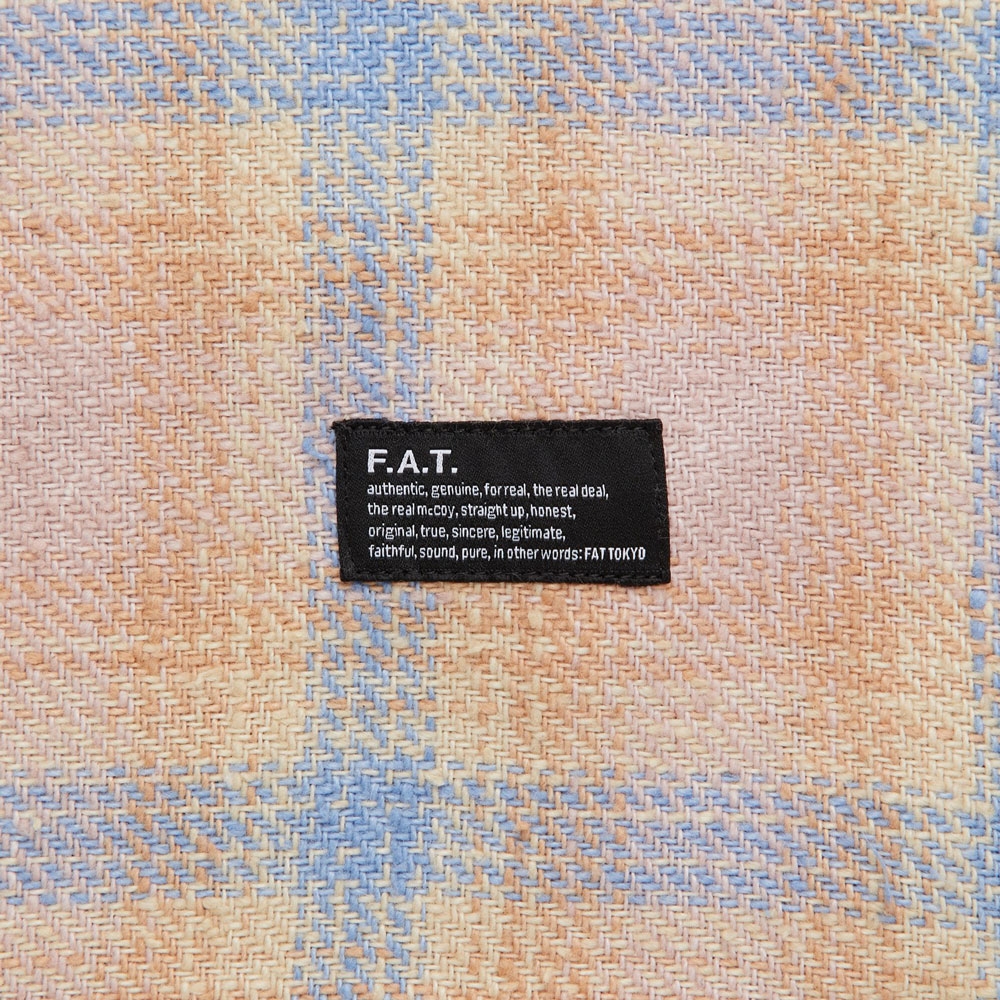 F.A.T.
authentic, genuine, for real, the real deal,
the real mccoy, straight up, honest,
original, true, sincere, legitimate,
faithful, sound, pure, in other words: FAT TOKYO